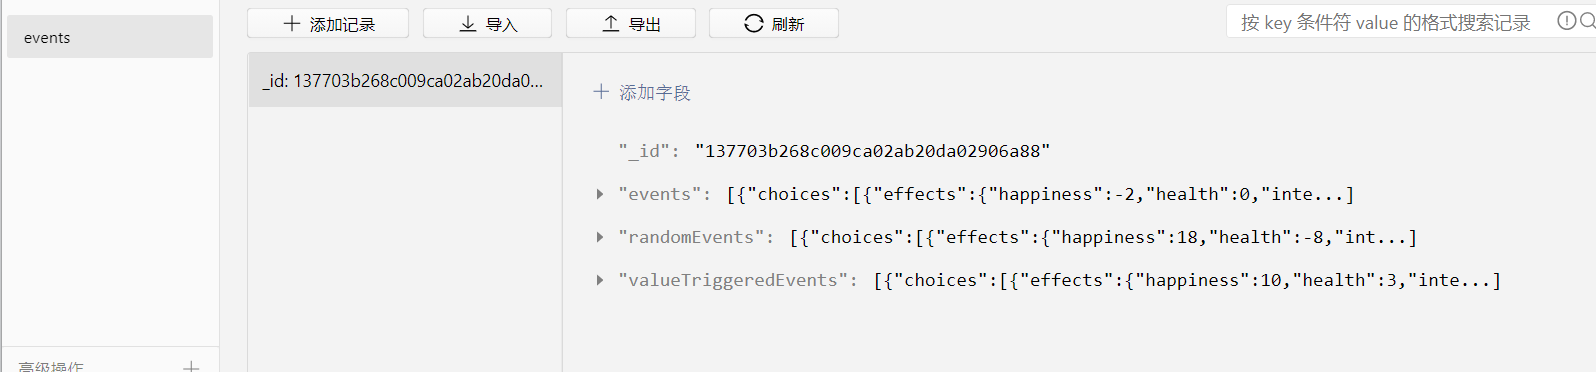 events
添加记录
导入
导出
刷新
按 key 条件符 value 的格式搜索记录
_id: 137703b268c009ca02ab20da0...
添加字段
"_id": "137703b268c009ca02ab20da02906a88"
"events": [{"choices":[{"effects":{"happiness":-2,"health":0,"inte...]
"randomEvents": [{"choices":[{"effects":{"happiness":18,"health":-8,"int...]
"valueTriggeredEvents": [{"choices":[{"effects":{"happiness":10,"health":3,"inte...]
高级操作